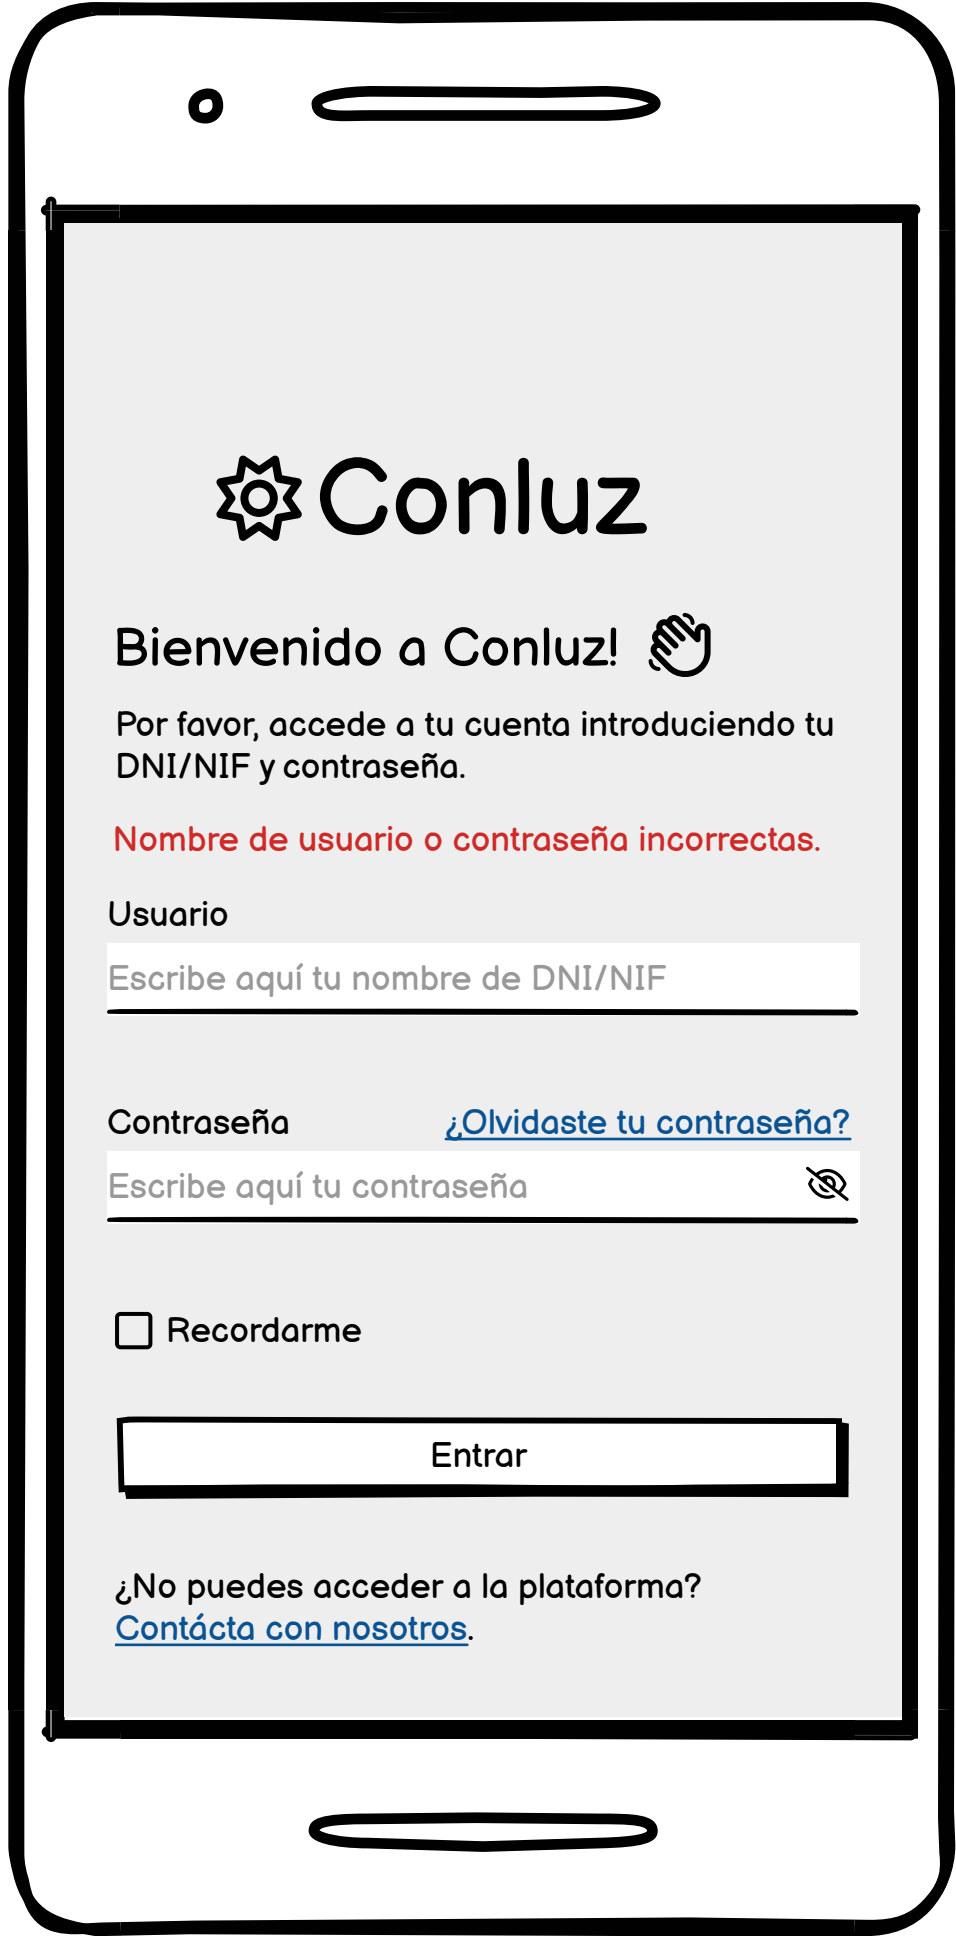 Conluz
Bienvenido a Conluz!
Por favor, accede a tu cuenta introduciendo tu
DNI/NIF y contraseña.
Nombre de usuario o contraseña incorrectas.
Usuario
Escribe aquí tu nombre de DNI/NIF
Contraseña ¿Olvidaste tu contraseña?
Escribe aquí tu contraseña
Recordarme
Entrar
¿No puedes acceder a la plataforma?
Contácta con nosotros.